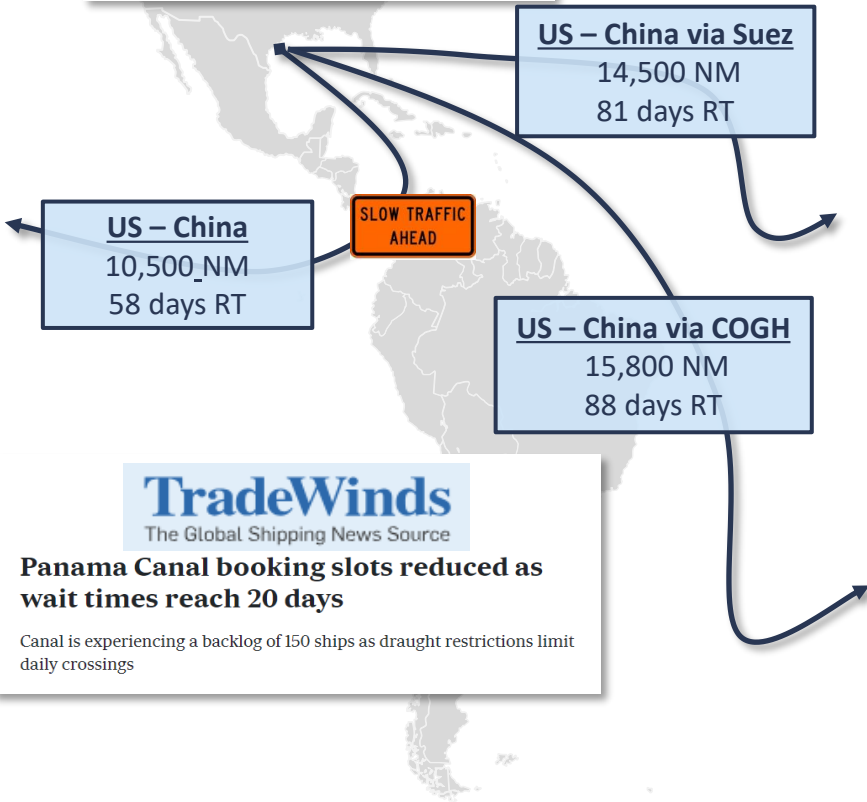 US – China via Suez
14,500 NM
81 days RT
SLOW TRAFFIC
AHEAD
US – China
10,500 NM
58 days RT
US – China via COGH
15,800 NM
88 days RT
TradeWinds
The Global Shipping News Source
Panama Canal booking slots reduced as
wait times reach 20 days
Canal is experiencing a backlog of 150 ships as draught restrictions limit
daily crossings